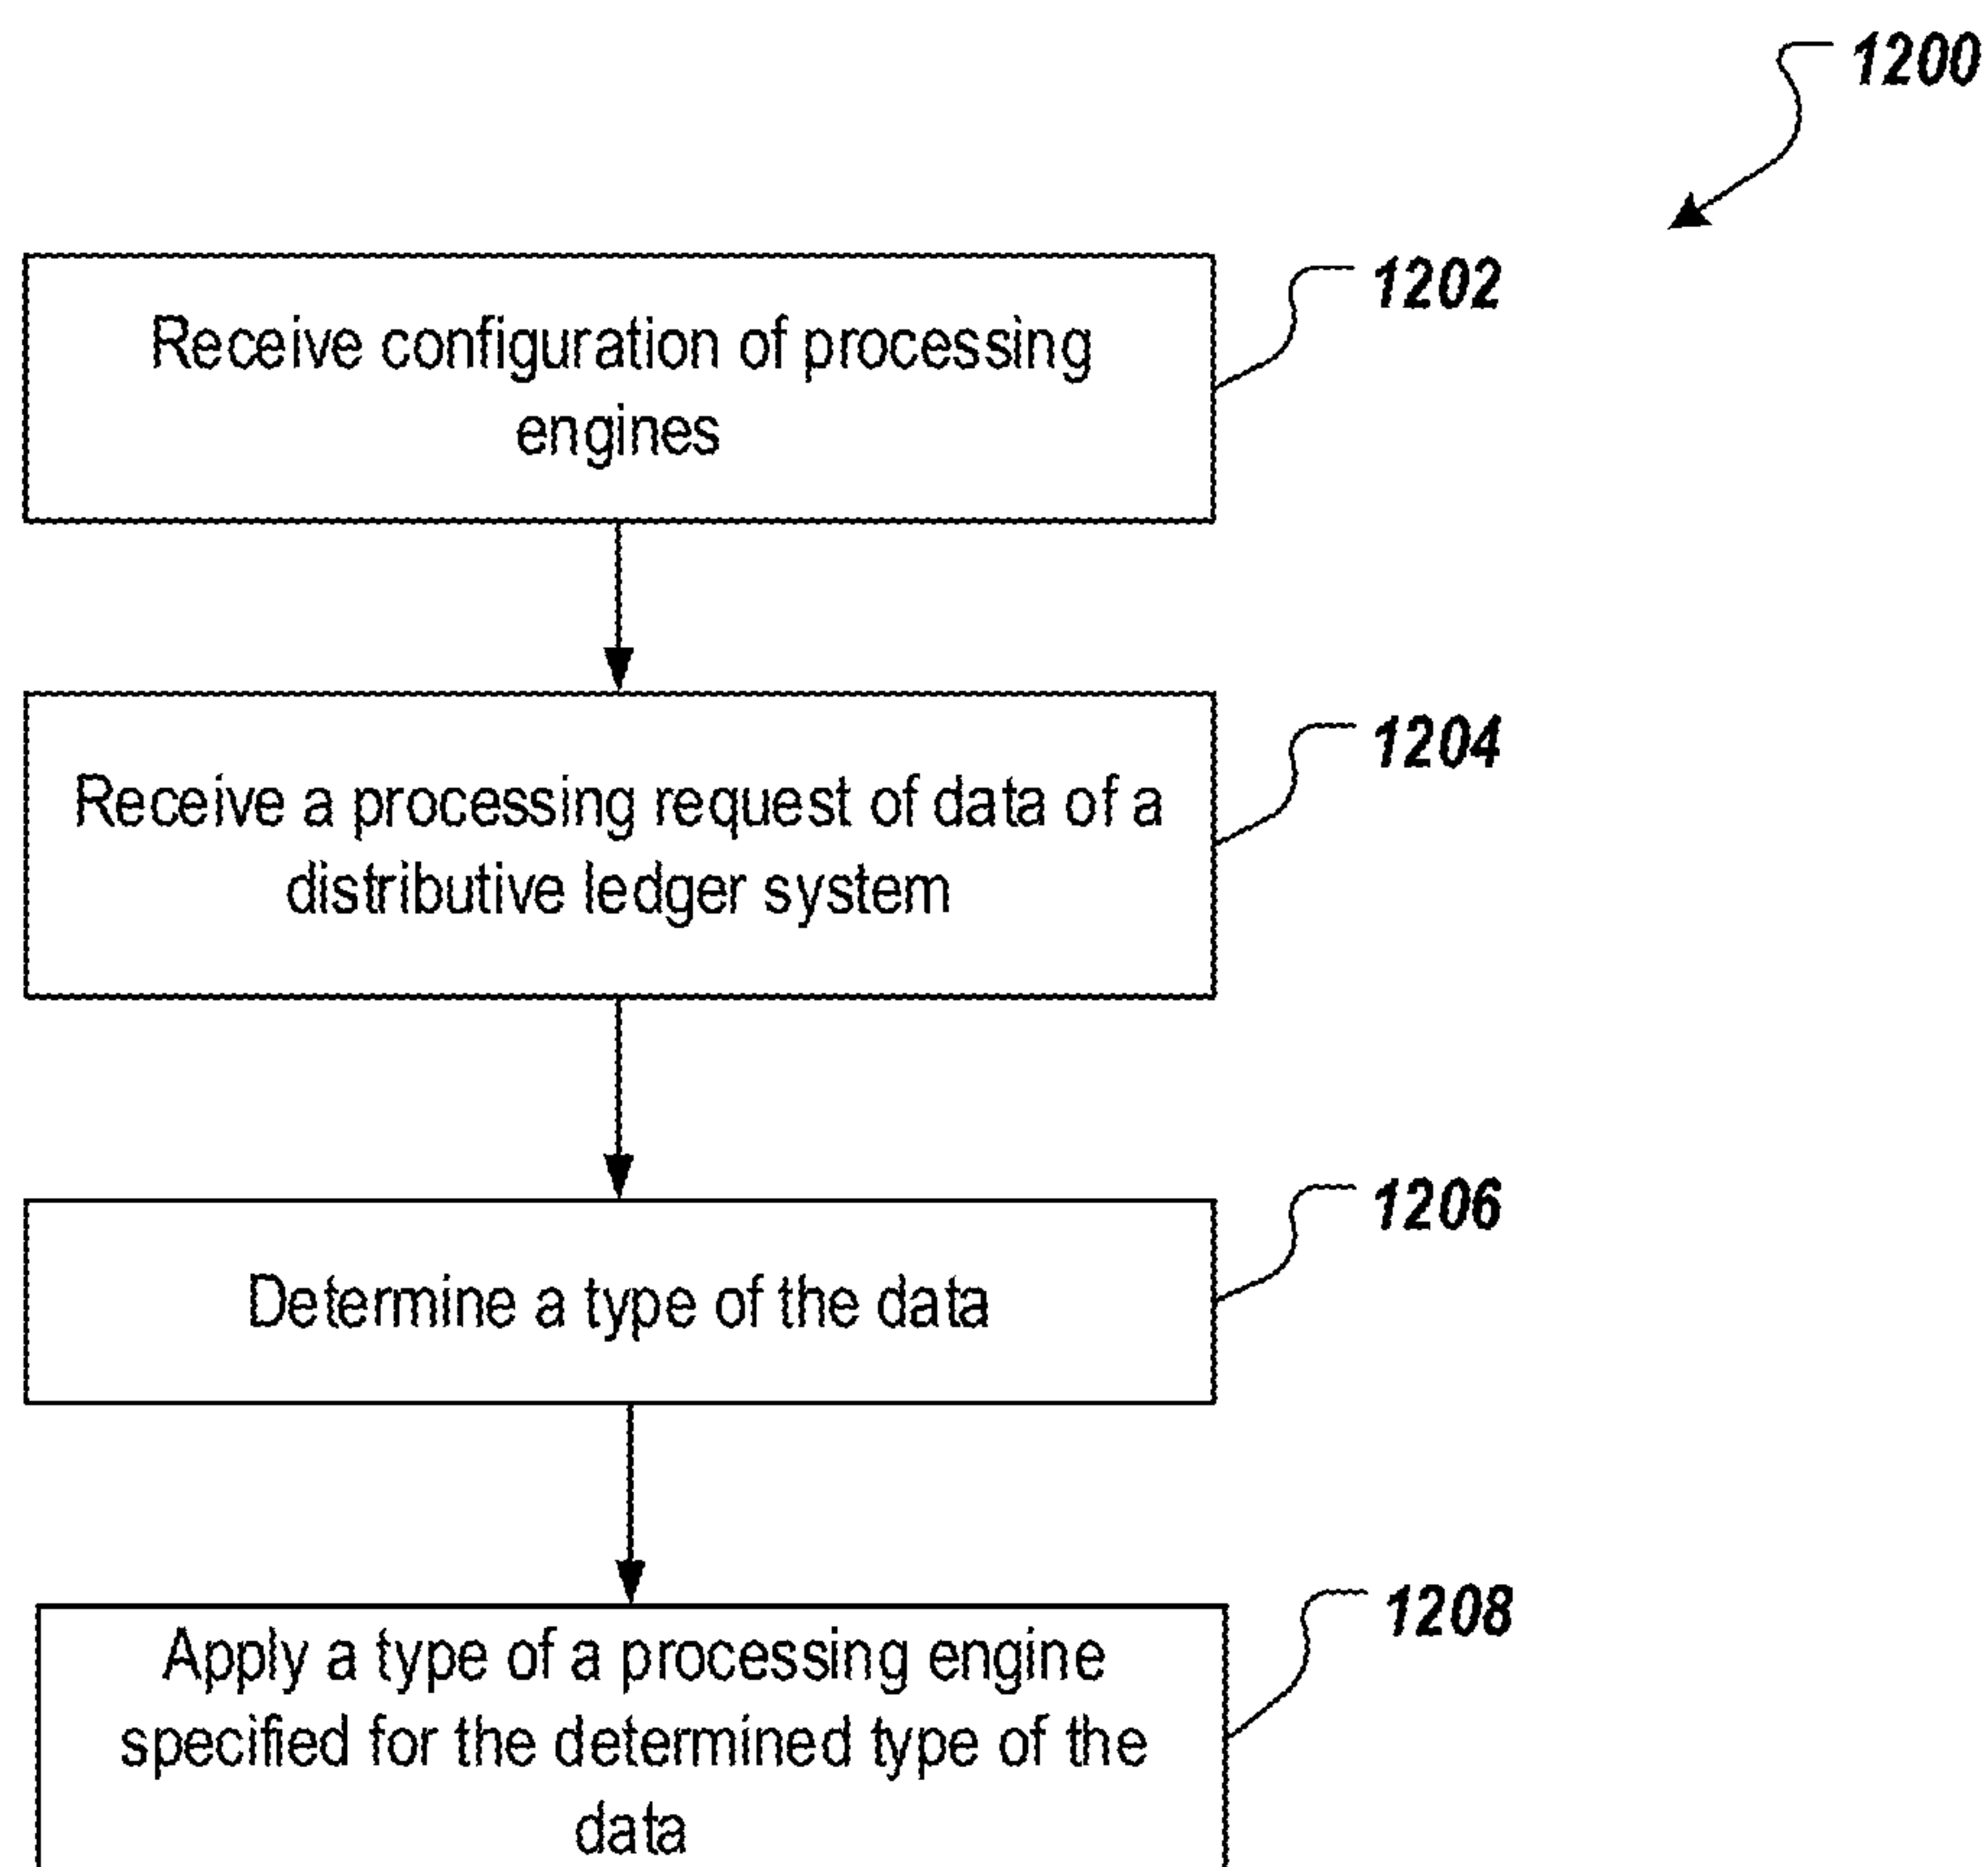 1200
Receive configuration of processing
engines
1202
Receive a processing request of data of a
distributive ledger system
1204
Determine a type of the data
1206
Apply a type of a processing engine
specified for the determined type of the
data
1208